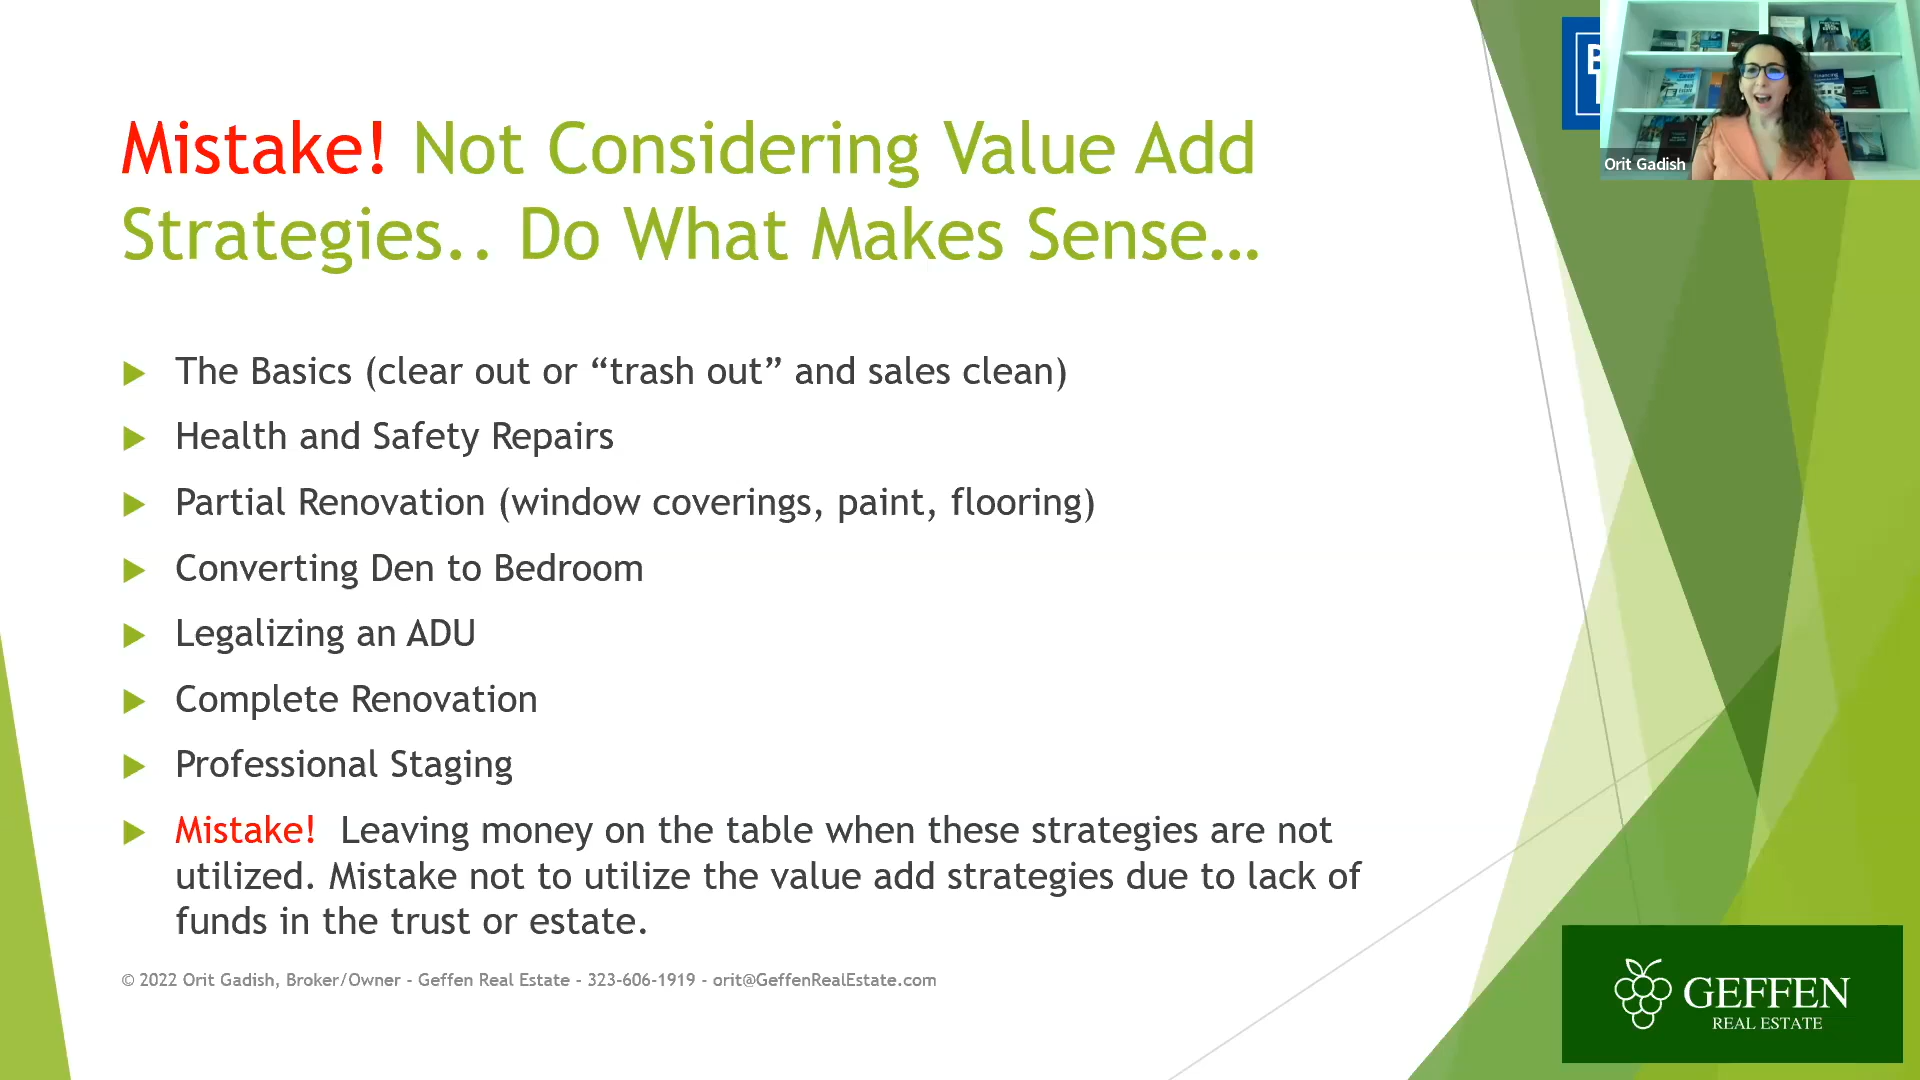 Mistake! Not Considering Value Add
Strategies.. Do What Makes Sense…
The Basics (clear out or “trash out” and sales clean)
Health and Safety Repairs
Partial Renovation (window coverings, paint, flooring)
Converting Den to Bedroom
Legalizing an ADU
Complete Renovation
Professional Staging
Mistake!  Leaving money on the table when these strategies are not
utilized. Mistake not to utilize the value add strategies due to lack of
funds in the trust or estate.
© 2022 Orit Gadish, Broker/Owner - Geffen Real Estate - 323-606-1919 - orit@GeffenRealEstate.com
Orit Gadish
GEFFEN
REAL ESTATE